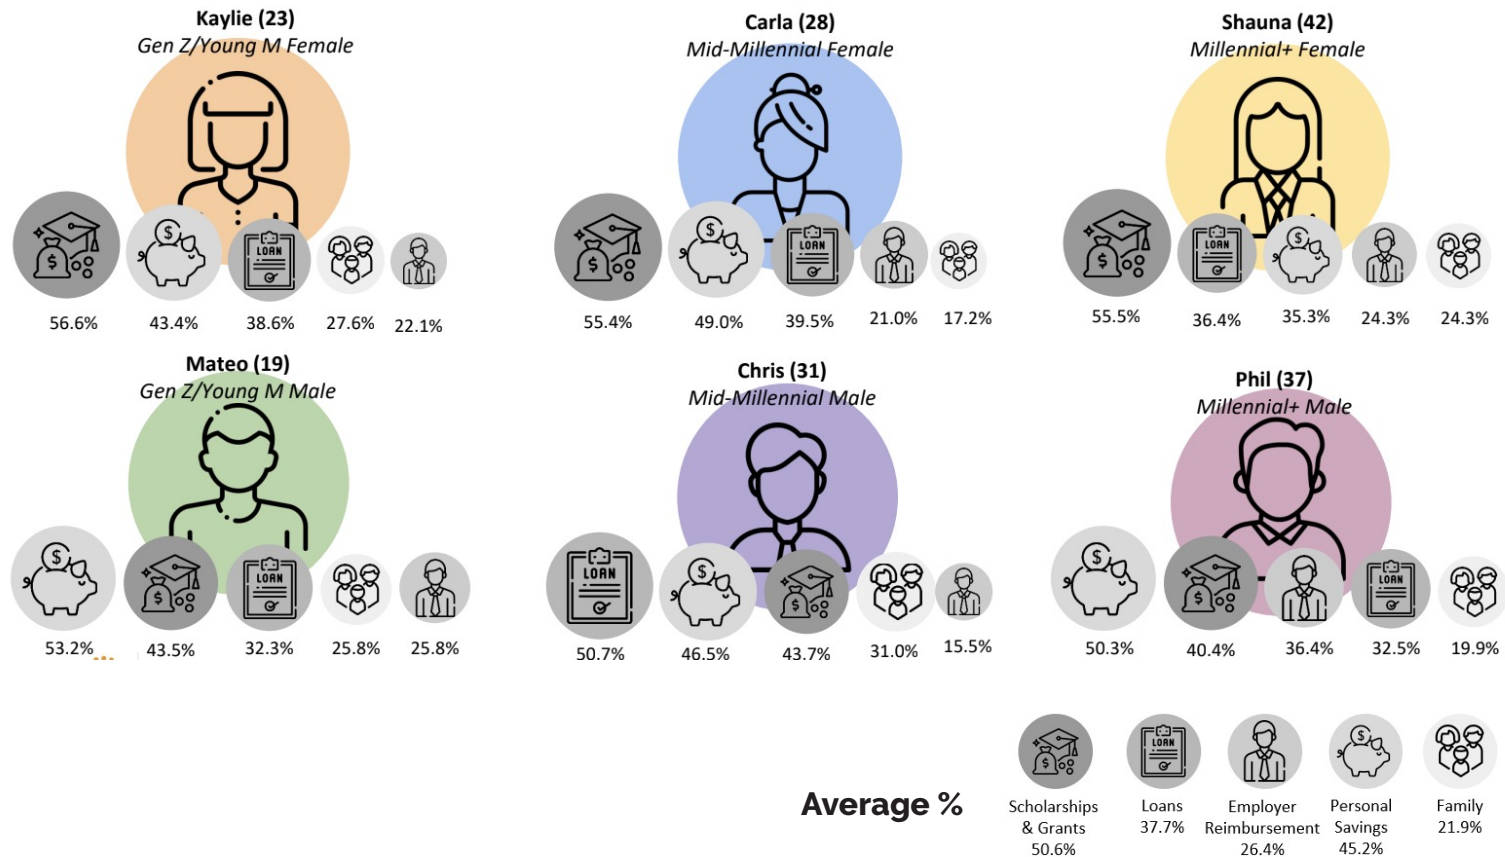 Kaylie (23)
Gen Z/Young M Female
$
$
LOAN
56.6%
43.4%
38.6%
27.6%
22.1%
Carla (28)
Mid-Millennial Female
$
$
LOAN
55.4%
49.0%
39.5%
21.0%
17.2%
Shauna (42)
Millennial+ Female
$
LOAN
$
55.5%
36.4%
35.3%
24.3%
24.3%
Mateo (19)
Gen Z/Young M Male
$
$
LOAN
53.2%
43.5%
32.3%
25.8%
25.8%
Chris (31)
Mid-Millennial Male
LOAN
$
$
50.7%
46.5%
43.7%
31.0%
15.5%
Phil (37)
Millennial+ Male
$
$
LOAN
50.3%
40.4%
36.4%
32.5%
19.9%
Average %
$
LOAN
$
Scholarships
& Grants
50.6%
Loans
37.7%
Employer
Reimbursement
26.4%
Personal
Savings
45.2%
Family
21.9%